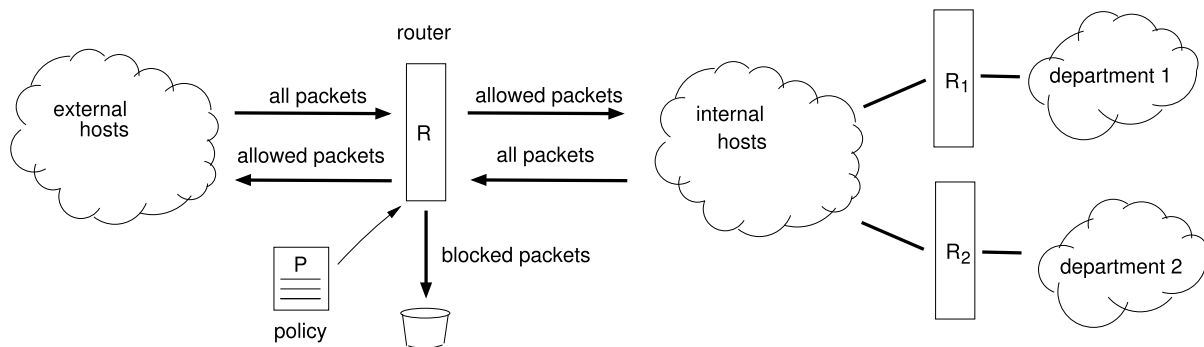 router
external
hosts
all packets
allowed packets
R
allowed packets
all packets
internal
hosts
R1
department 1
R2
department 2
P
policy
blocked packets